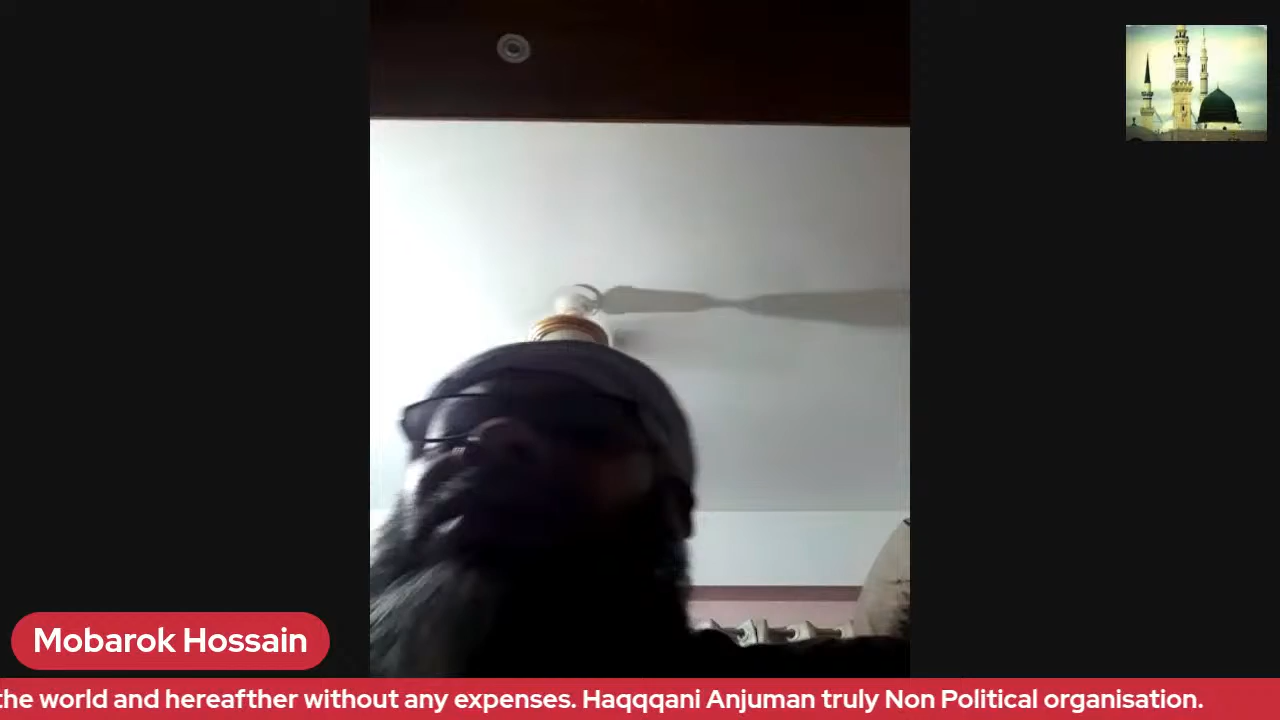 Mobarok Hossain
the world and hereafther without any expenses. Haqqqani Anjuman truly Non Political organisation.